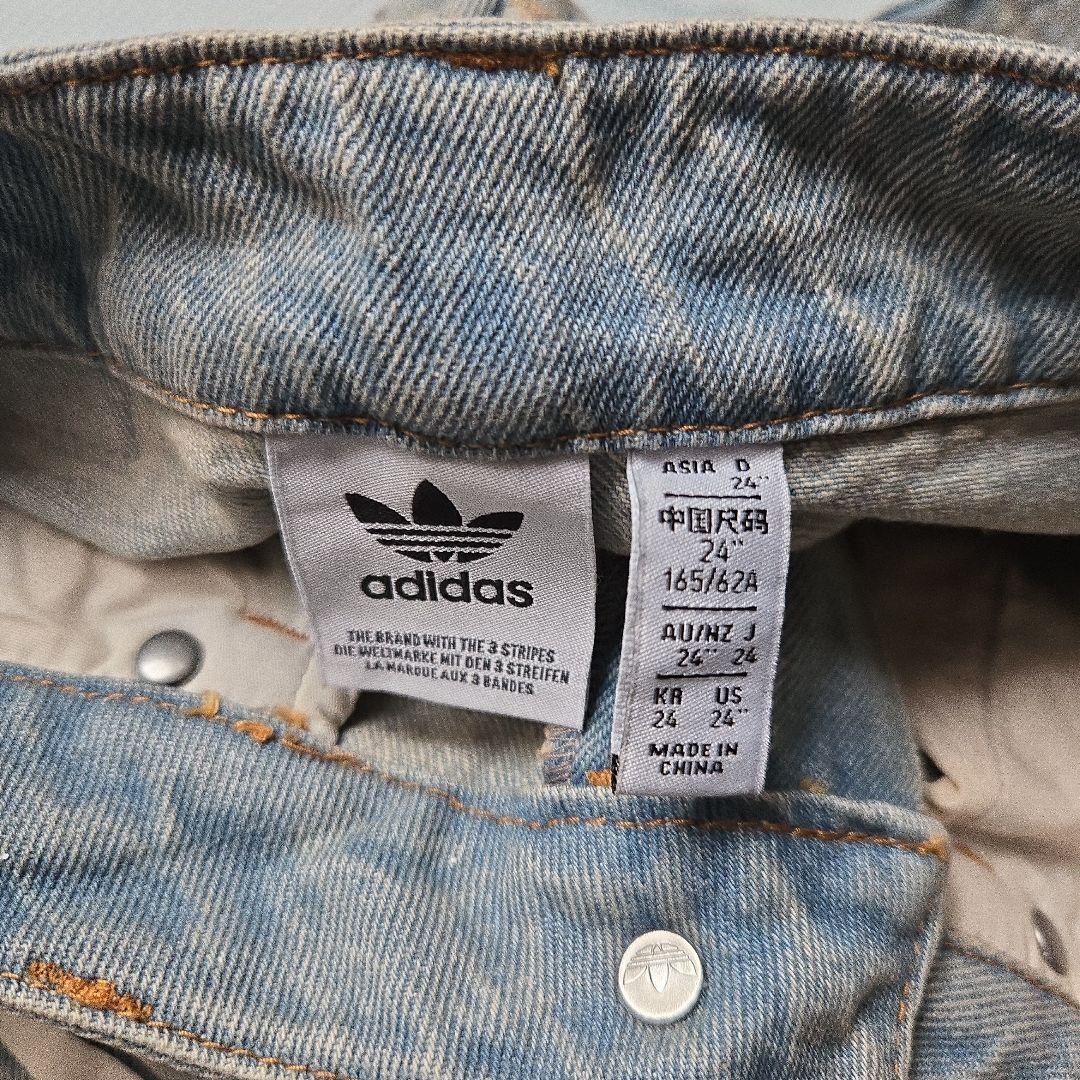 adidas
THE BRAND WITH THE 3 STRIPES
DIE WELTMARKE MIT DEN 3 STREIFEN
LA MARQUE AUX 3 BANDES
ASIA D
24"
中国尺码
24"
165/62A
AU/NZ J
24" 24
KR US
24 24"
MADE IN
CHINA